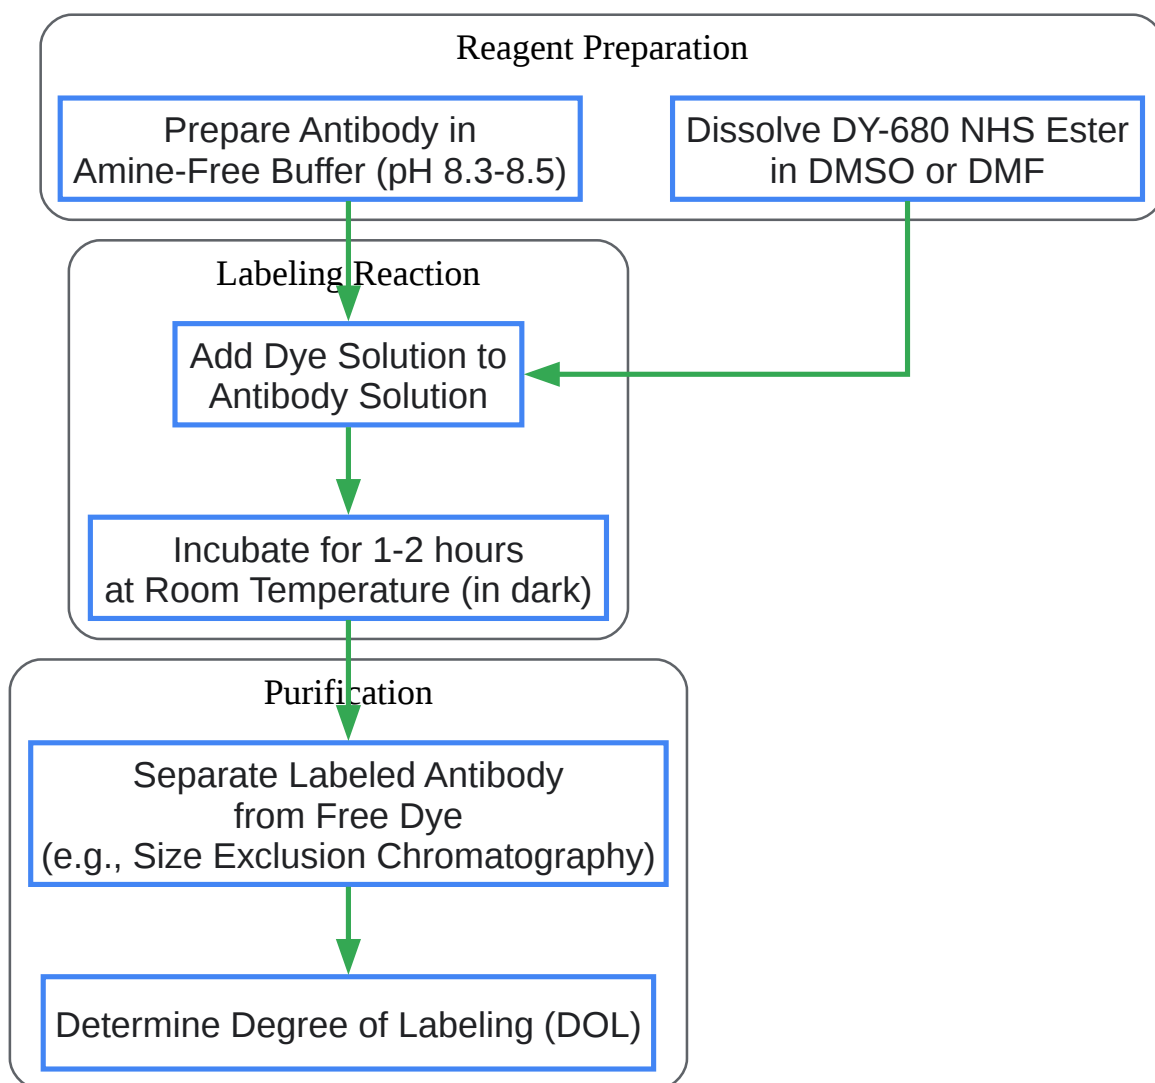 Reagent Preparation
Prepare Antibody in
Amine-Free Buffer (pH 8.3-8.5)
Dissolve DY-680 NHS Ester
in DMSO or DMF
Labeling Reaction
Add Dye Solution to
Antibody Solution
Incubate for 1-2 hours
at Room Temperature (in dark)
Purification
Separate Labeled Antibody
from Free Dye
(e.g., Size Exclusion Chromatography)
Determine Degree of Labeling (DOL)